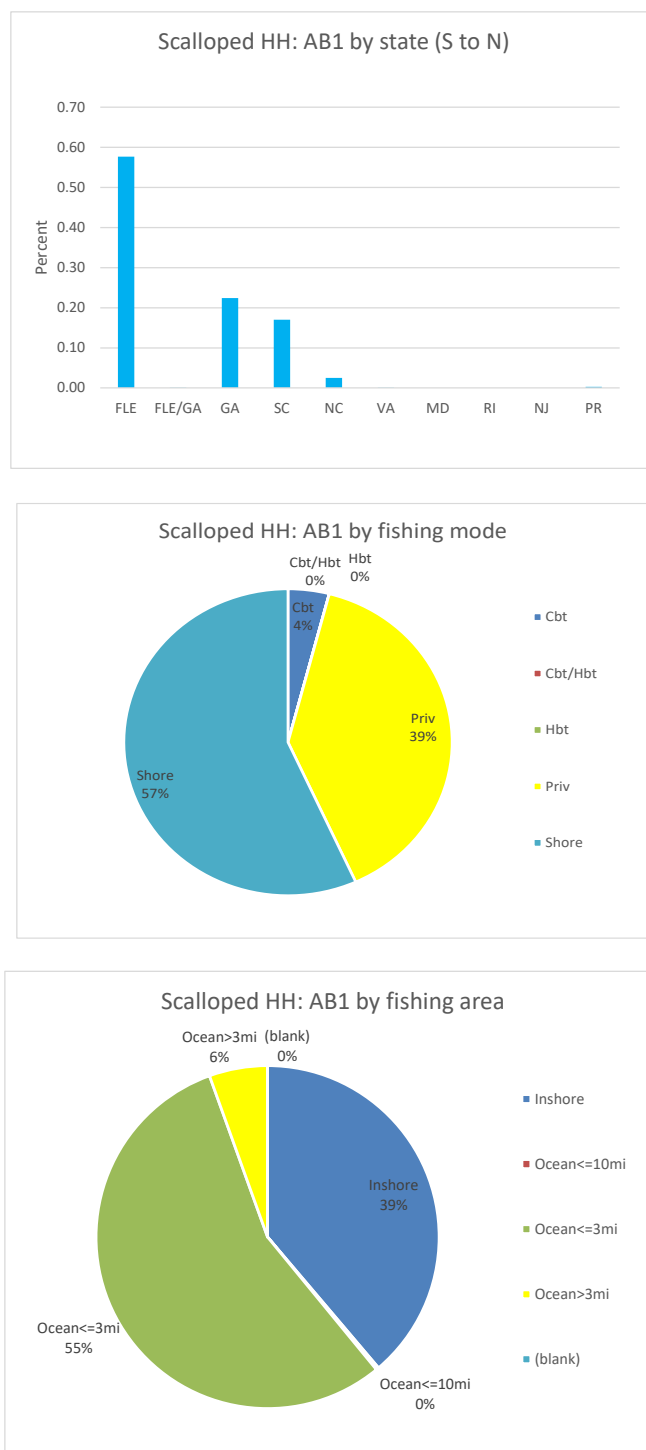 Scalloped HH: AB1 by state (S to N)
0.70
0.60
0.50
0.40
0.30
0.20
0.10
0.00
Percent
FLE FLE/GA GA SC NC VA MD RI NJ PR
Scalloped HH: AB1 by fishing mode
Cbt/Hbt
0%
Hbt
0%
Cbt
4%
Priv
39%
Shore
57%
Cbt
Cbt/Hbt
Hbt
Priv
Shore
Scalloped HH: AB1 by fishing area
Ocean>3mi
6%
(blank)
0%
Inshore
39%
Ocean<=3mi
55%
Ocean<=10mi
0%
Inshore
Ocean<=10mi
Ocean<=3mi
Ocean>3mi
(blank)